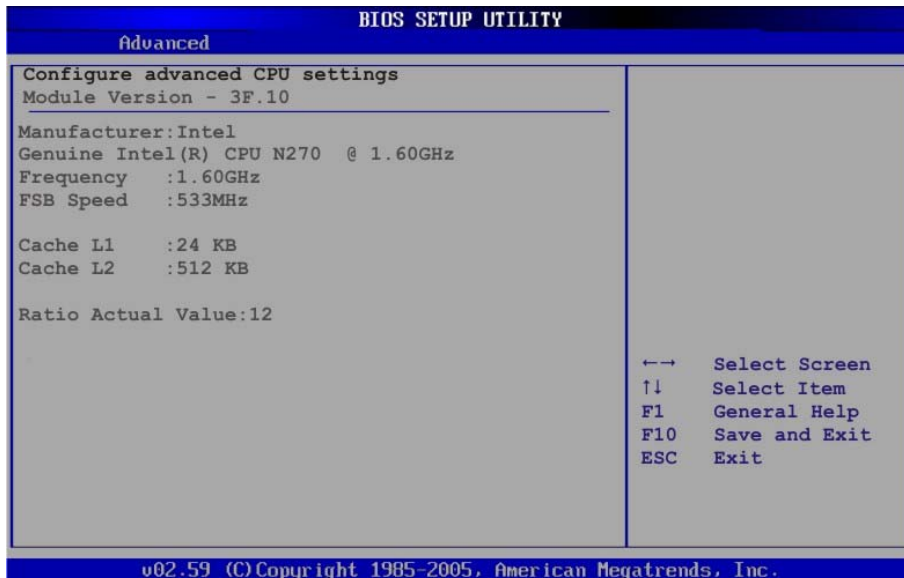 BIOS SETUP UTILITY
Advanced
Configure advanced CPU settings
Module Version - 3F.10
Manufacturer:Intel
Genuine Intel(R) CPU N270 @ 1.60GHz
Frequency :1.60GHz
FSB Speed :533MHz
Cache L1 :24 KB
Cache L2 :512 KB
Ratio Actual Value:12
←→ Select Screen
↑↓ Select Item
F1 General Help
F10 Save and Exit
ESC Exit
v02.59 (C)Copyright 1985-2005, American Megatrends, Inc.